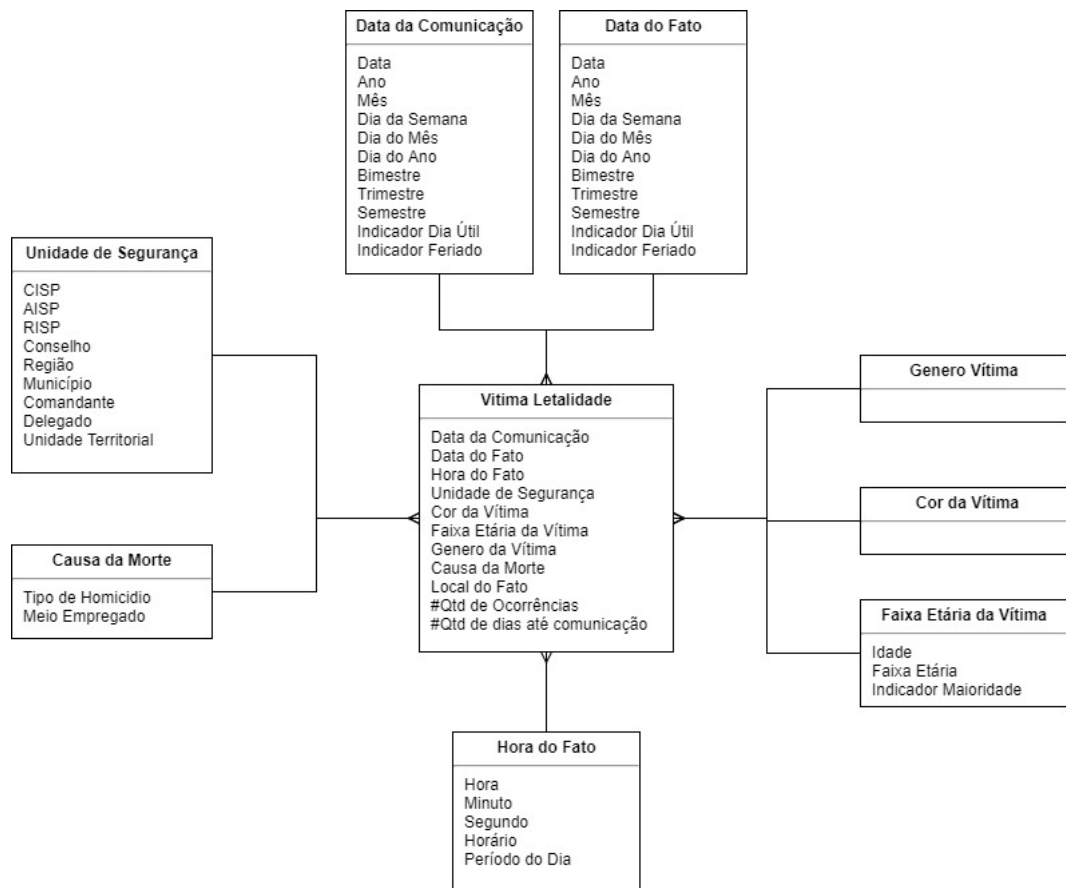 Data da Comunicação
Data
Ano
Mês
Dia da Semana
Dia do Mês
Dia do Ano
Bimestre
Trimestre
Semestre
Indicador Dia Útil
Indicador Feriado
Data do Fato
Data
Ano
Mês
Dia da Semana
Dia do Mês
Dia do Ano
Bimestre
Trimestre
Semestre
Indicador Dia Útil
Indicador Feriado
Unidade de Segurança
CISP
AISP
RISP
Conselho
Região
Município
Comandante
Delegado
Unidade Territorial
Causa da Morte
Tipo de Homicidio
Meio Empregado
Vitima Letalidade
Data da Comunicação
Data do Fato
Hora do Fato
Unidade de Segurança
Cor da Vítima
Faixa Etária da Vítima
Genero da Vítima
Causa da Morte
Local do Fato
#Qtd de Ocorrências
#Qtd de dias até comunicação
Genero Vítima
Cor da Vítima
Faixa Etária da Vítima
Idade
Faixa Etária
Indicador Maioridade
Hora do Fato
Hora
Minuto
Segundo
Horário
Período do Dia